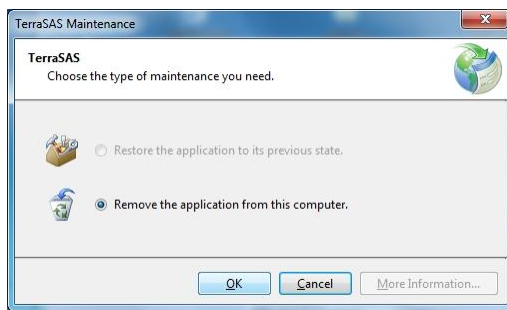 TerraSAS Maintenance
TerraSAS
Choose the type of maintenance you need.
Restore the application to its previous state.
Remove the application from this computer.
OK Cancel More Information...